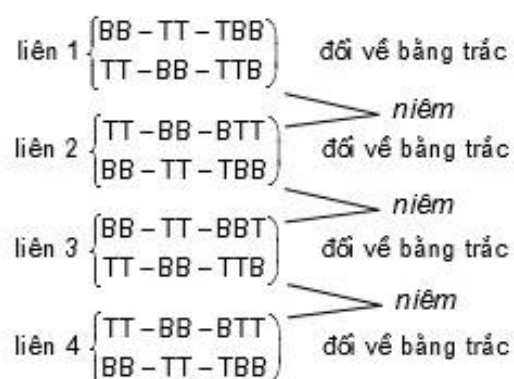 liên 1 BB – TT – TBB đối về bằng trắc
TT – BB – TTB
niêm
liên 2 TT – BB – BTT đối về bằng trắc
BB – TT – TBB
niêm
liên 3 BB – TT – BBT đối về bằng trắc
TT – BB – TTB
niêm
liên 4 TT – BB – BTT đối về bằng trắc
BB – TT – TBB